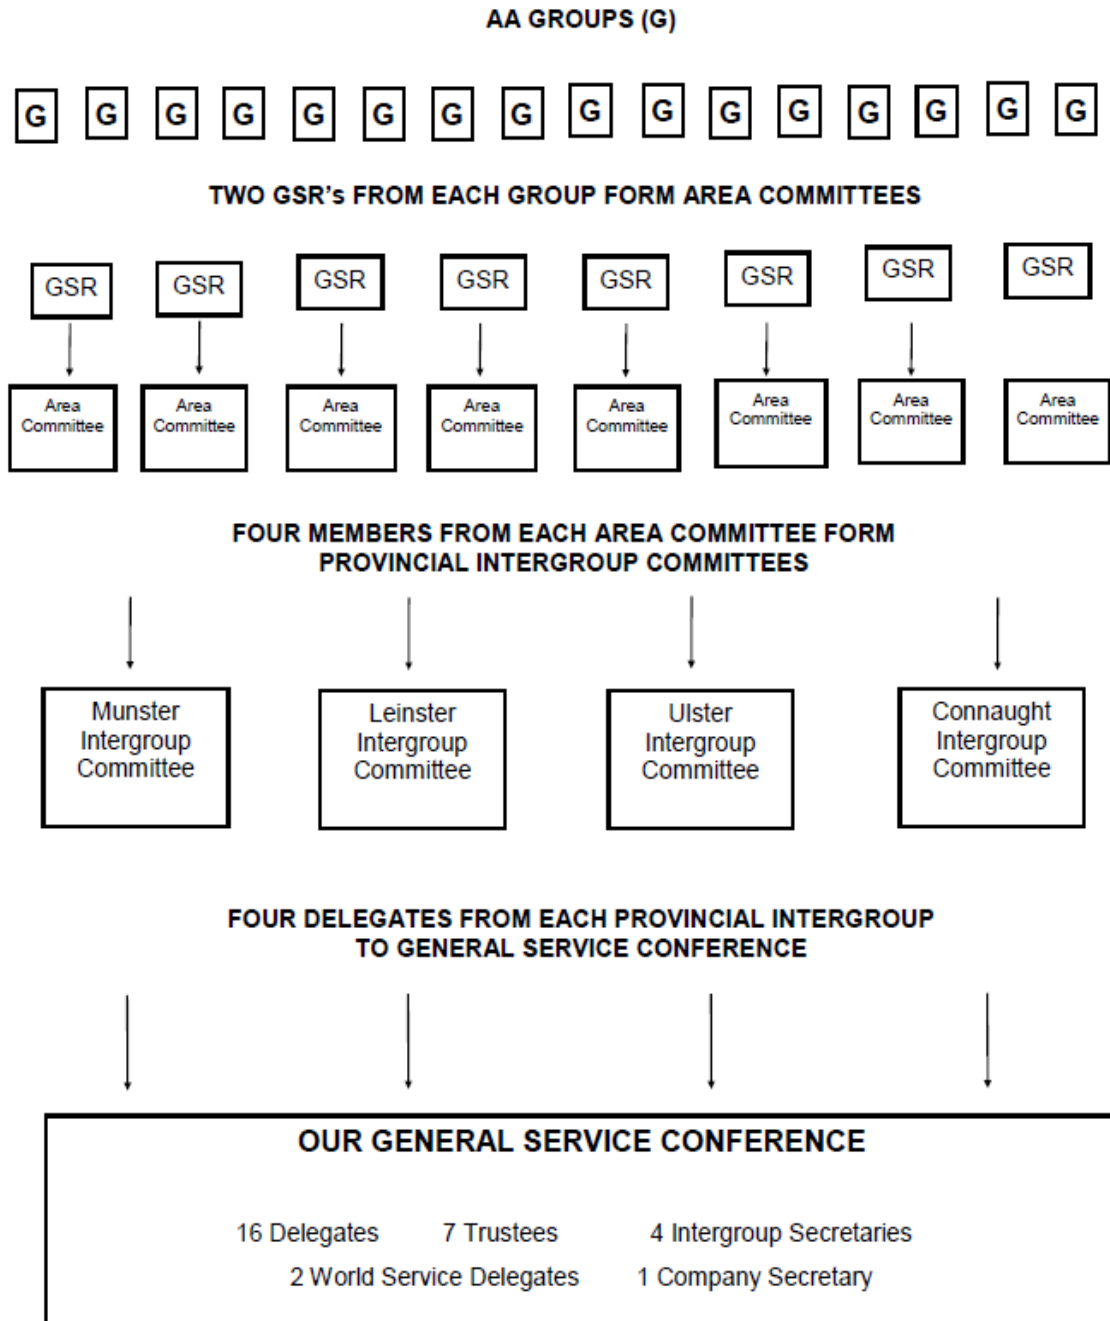 AA GROUPS (G)
G G G G G G G G G G G G G G G G
TWO GSR's FROM EACH GROUP FORM AREA COMMITTEES
GSR GSR GSR GSR GSR GSR GSR GSR
Area Area Area Area Area Area Area Area
Committee Committee Committee Committee Committee Committee Committee Committee
FOUR MEMBERS FROM EACH AREA COMMITTEE FORM
PROVINCIAL INTERGROUP COMMITTEES
Munster
Intergroup
Committee
Leinster
Intergroup
Committee
Ulster
Intergroup
Committee
Connaught
Intergroup
Committee
FOUR DELEGATES FROM EACH PROVINCIAL INTERGROUP
TO GENERAL SERVICE CONFERENCE
OUR GENERAL SERVICE CONFERENCE
16 Delegates 7 Trustees 4 Intergroup Secretaries
2 World Service Delegates 1 Company Secretary